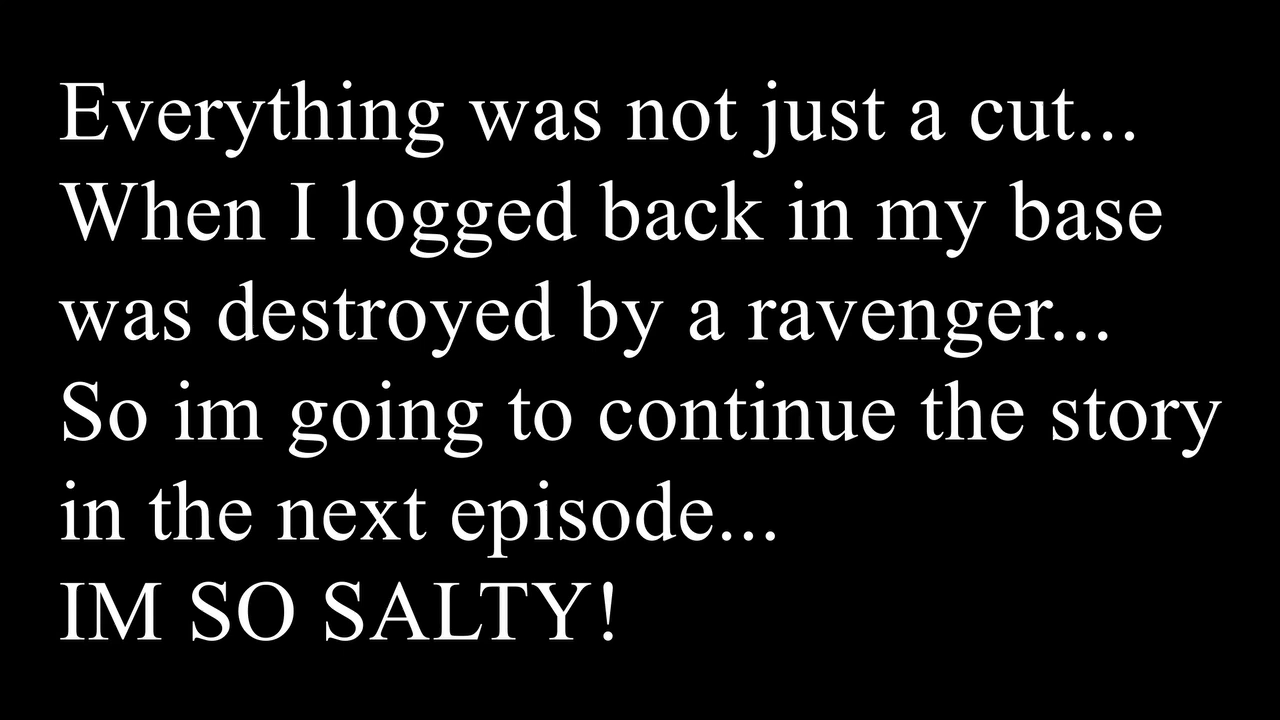 Everything was not just a cut...
When I logged back in my base
was destroyed by a ravenger...
So im going to continue the story
in the next episode...
IM SO SALTY!